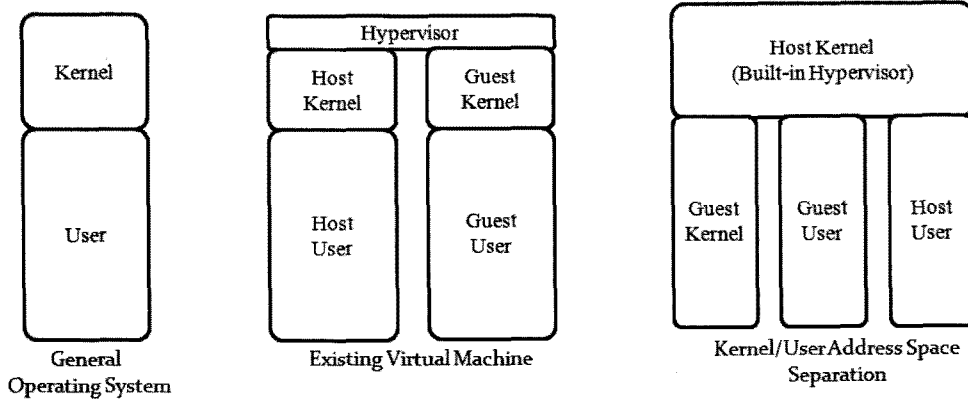 Kernel
User
General
Operating System
Hypervisor
Host
Kernel
Guest
Kernel
Host
User
Guest
User
Existing Virtual Machine
Host Kernel
(Built-in Hypervisor)
Guest
Kernel
Guest
User
Host
User
Kernel/User Address Space
Separation